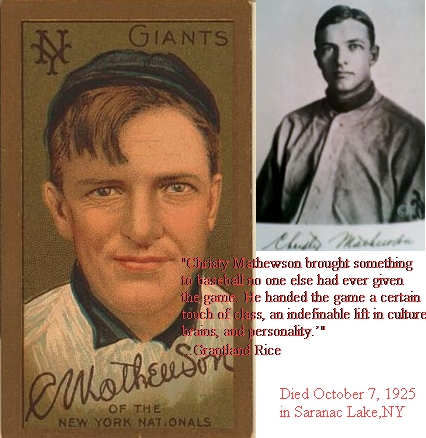 NY
GIANTS
Christy Mathewson
"Christy Mathewson brought something
to baseball no one else had ever given
the game. He handed the game a certain
touch of class, an indefinable lift in culture
brains, and personality.'"
...Grantland Rice
C Mathewson
OF THE
NEW YORK NATIONALS
Died October 7, 1925
in Saranac Lake,NY